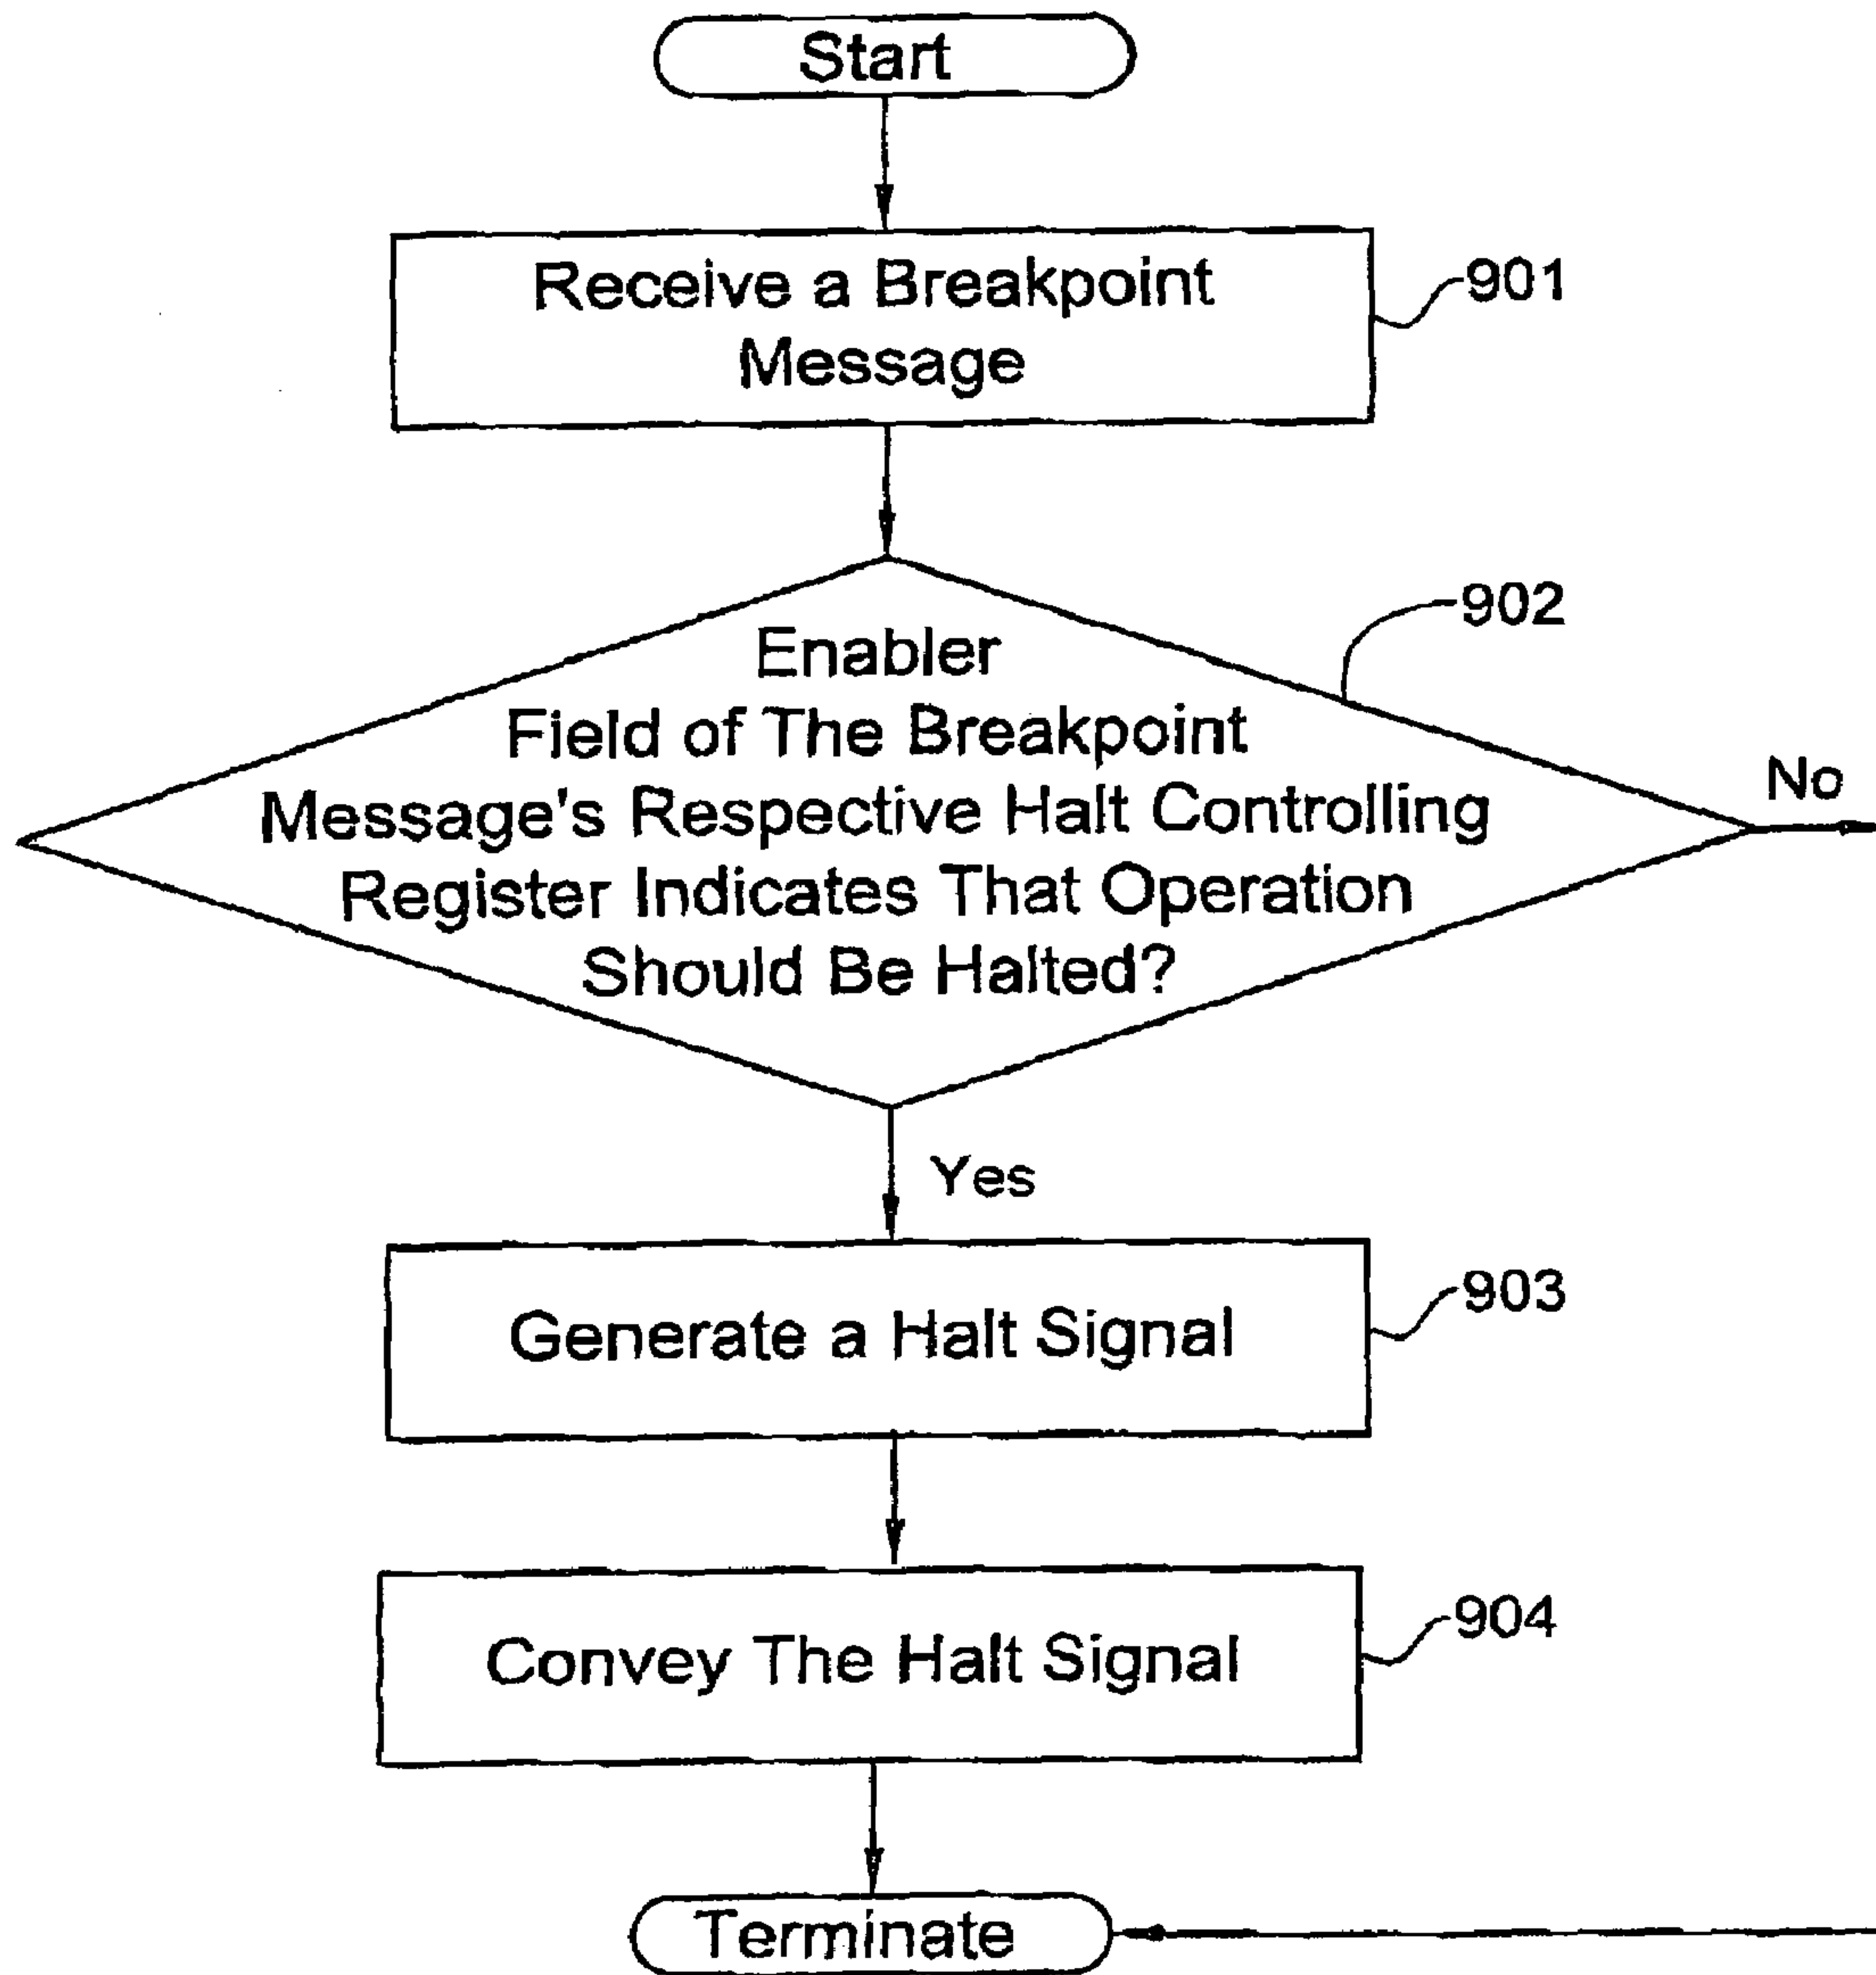 Start
Receive a Breakpoint
Message
901
902
Enabler
Field of The Breakpoint
Message's Respective Halt Controlling
Register Indicates That Operation
Should Be Halted?
No
Yes
Generate a Halt Signal
903
Convey The Halt Signal
904
Terminate